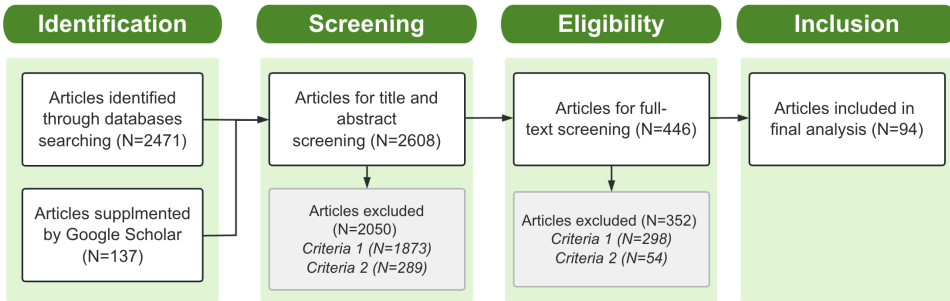 Identification
Articles identified
through databases
searching (N=2471)
Articles supplmented
by Google Scholar
(N=137)
Screening
Articles for title and
abstract
screening (N=2608)
Articles excluded
(N=2050)
Criteria 1 (N=1873)
Criteria 2 (N=289)
Eligibility
Articles for full-
text screening (N=446)
Articles excluded (N=352)
Criteria 1 (N=298)
Criteria 2 (N=54)
Inclusion
Articles included in
final analysis (N=94)